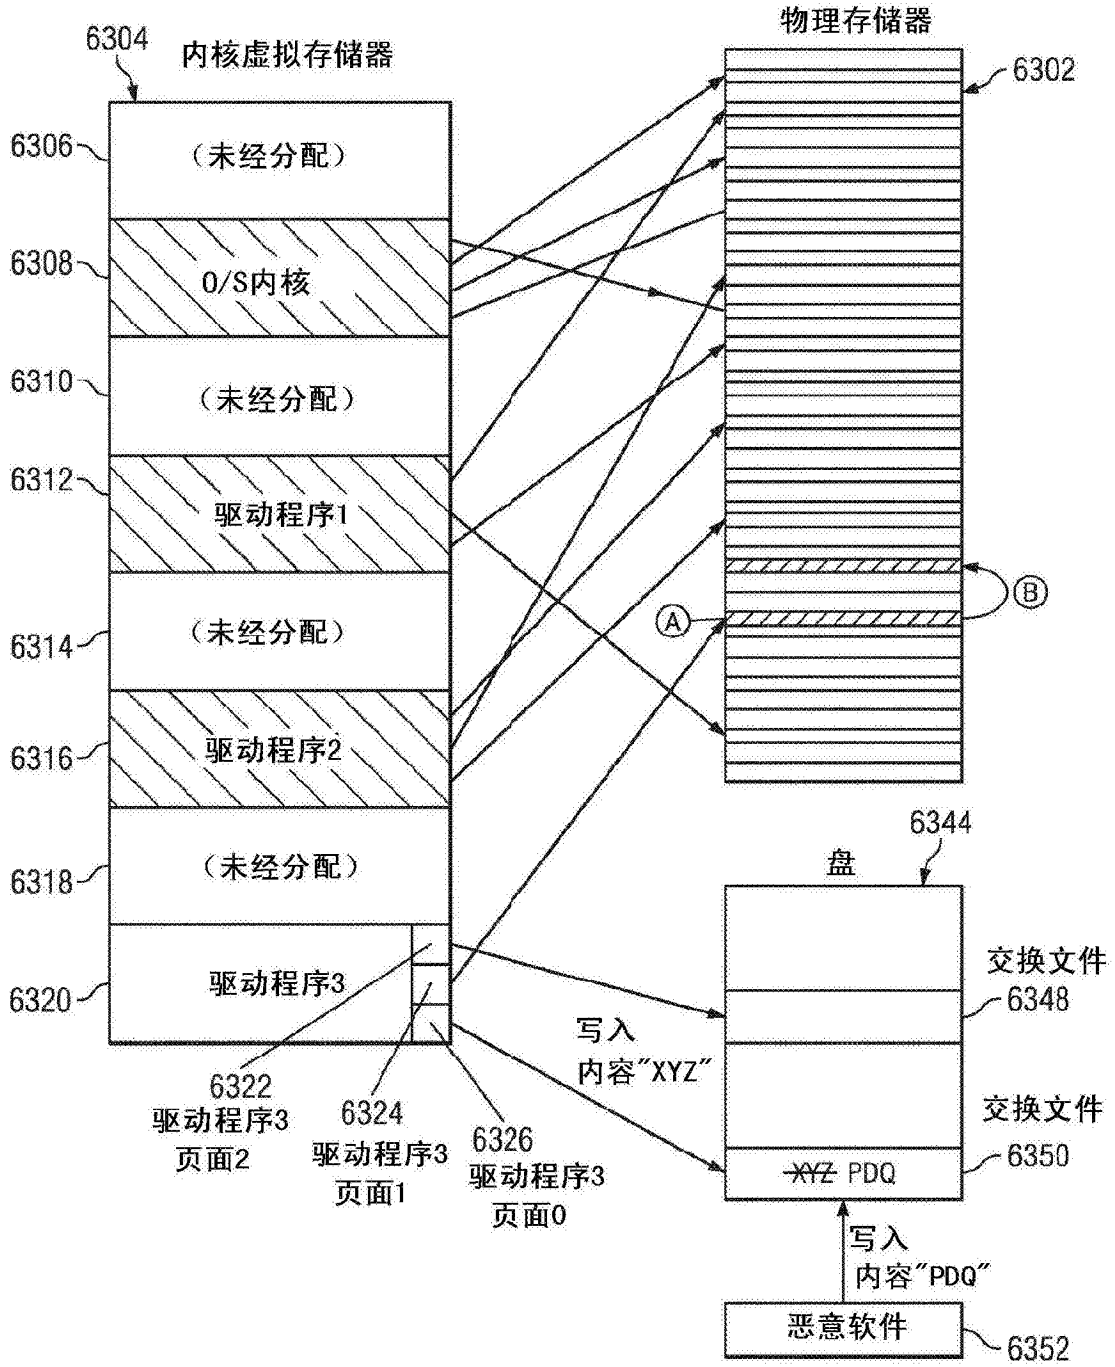 6304
内核虚拟存储器
物理存储器
6302
6306
(未经分配)
6308
O/S内核
6310
(未经分配)
6312
驱动程序1
6314
(未经分配)
6316
驱动程序2
6318
(未经分配)
6320
驱动程序3
A
B
6322
驱动程序3
页面2
6324
驱动程序3
页面1
6326
驱动程序3
页面0
写入
内容"XYZ"
6344
盘
交换文件
6348
交换文件
6350
XYZ PDQ
写入
内容"PDQ"
恶意软件
6352